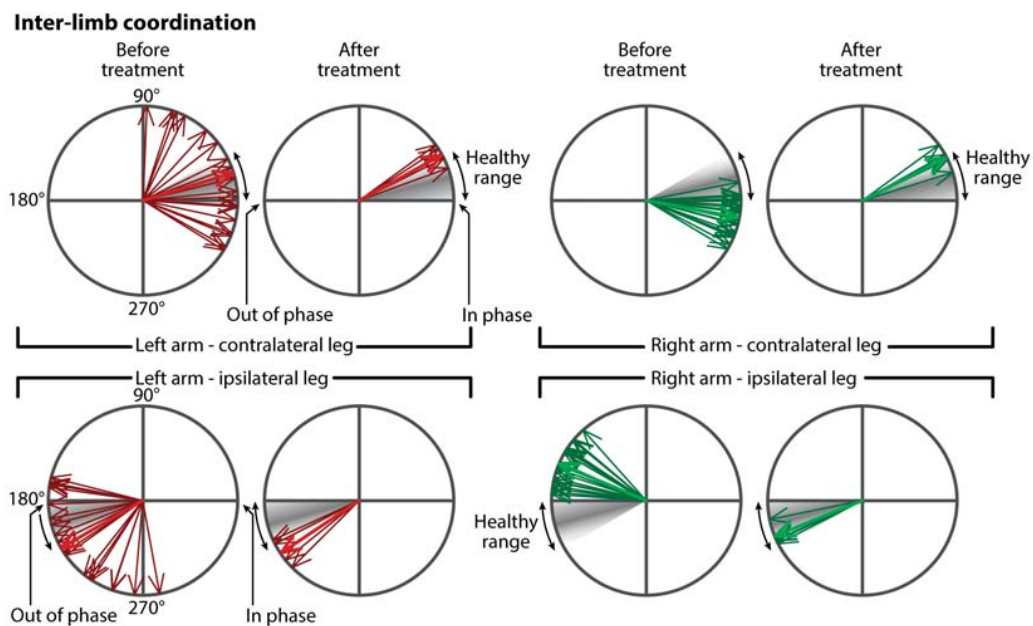 Inter-limb coordination
Before
treatment
After
treatment
Before
treatment
After
treatment
90°
180°
270°
Healthy
range
Healthy
range
Out of phase
In phase
Left arm - contralateral leg
Right arm - contralateral leg
Left arm - ipsilateral leg
Right arm - ipsilateral leg
90°
180°
270°
Healthy
range
Out of phase
In phase